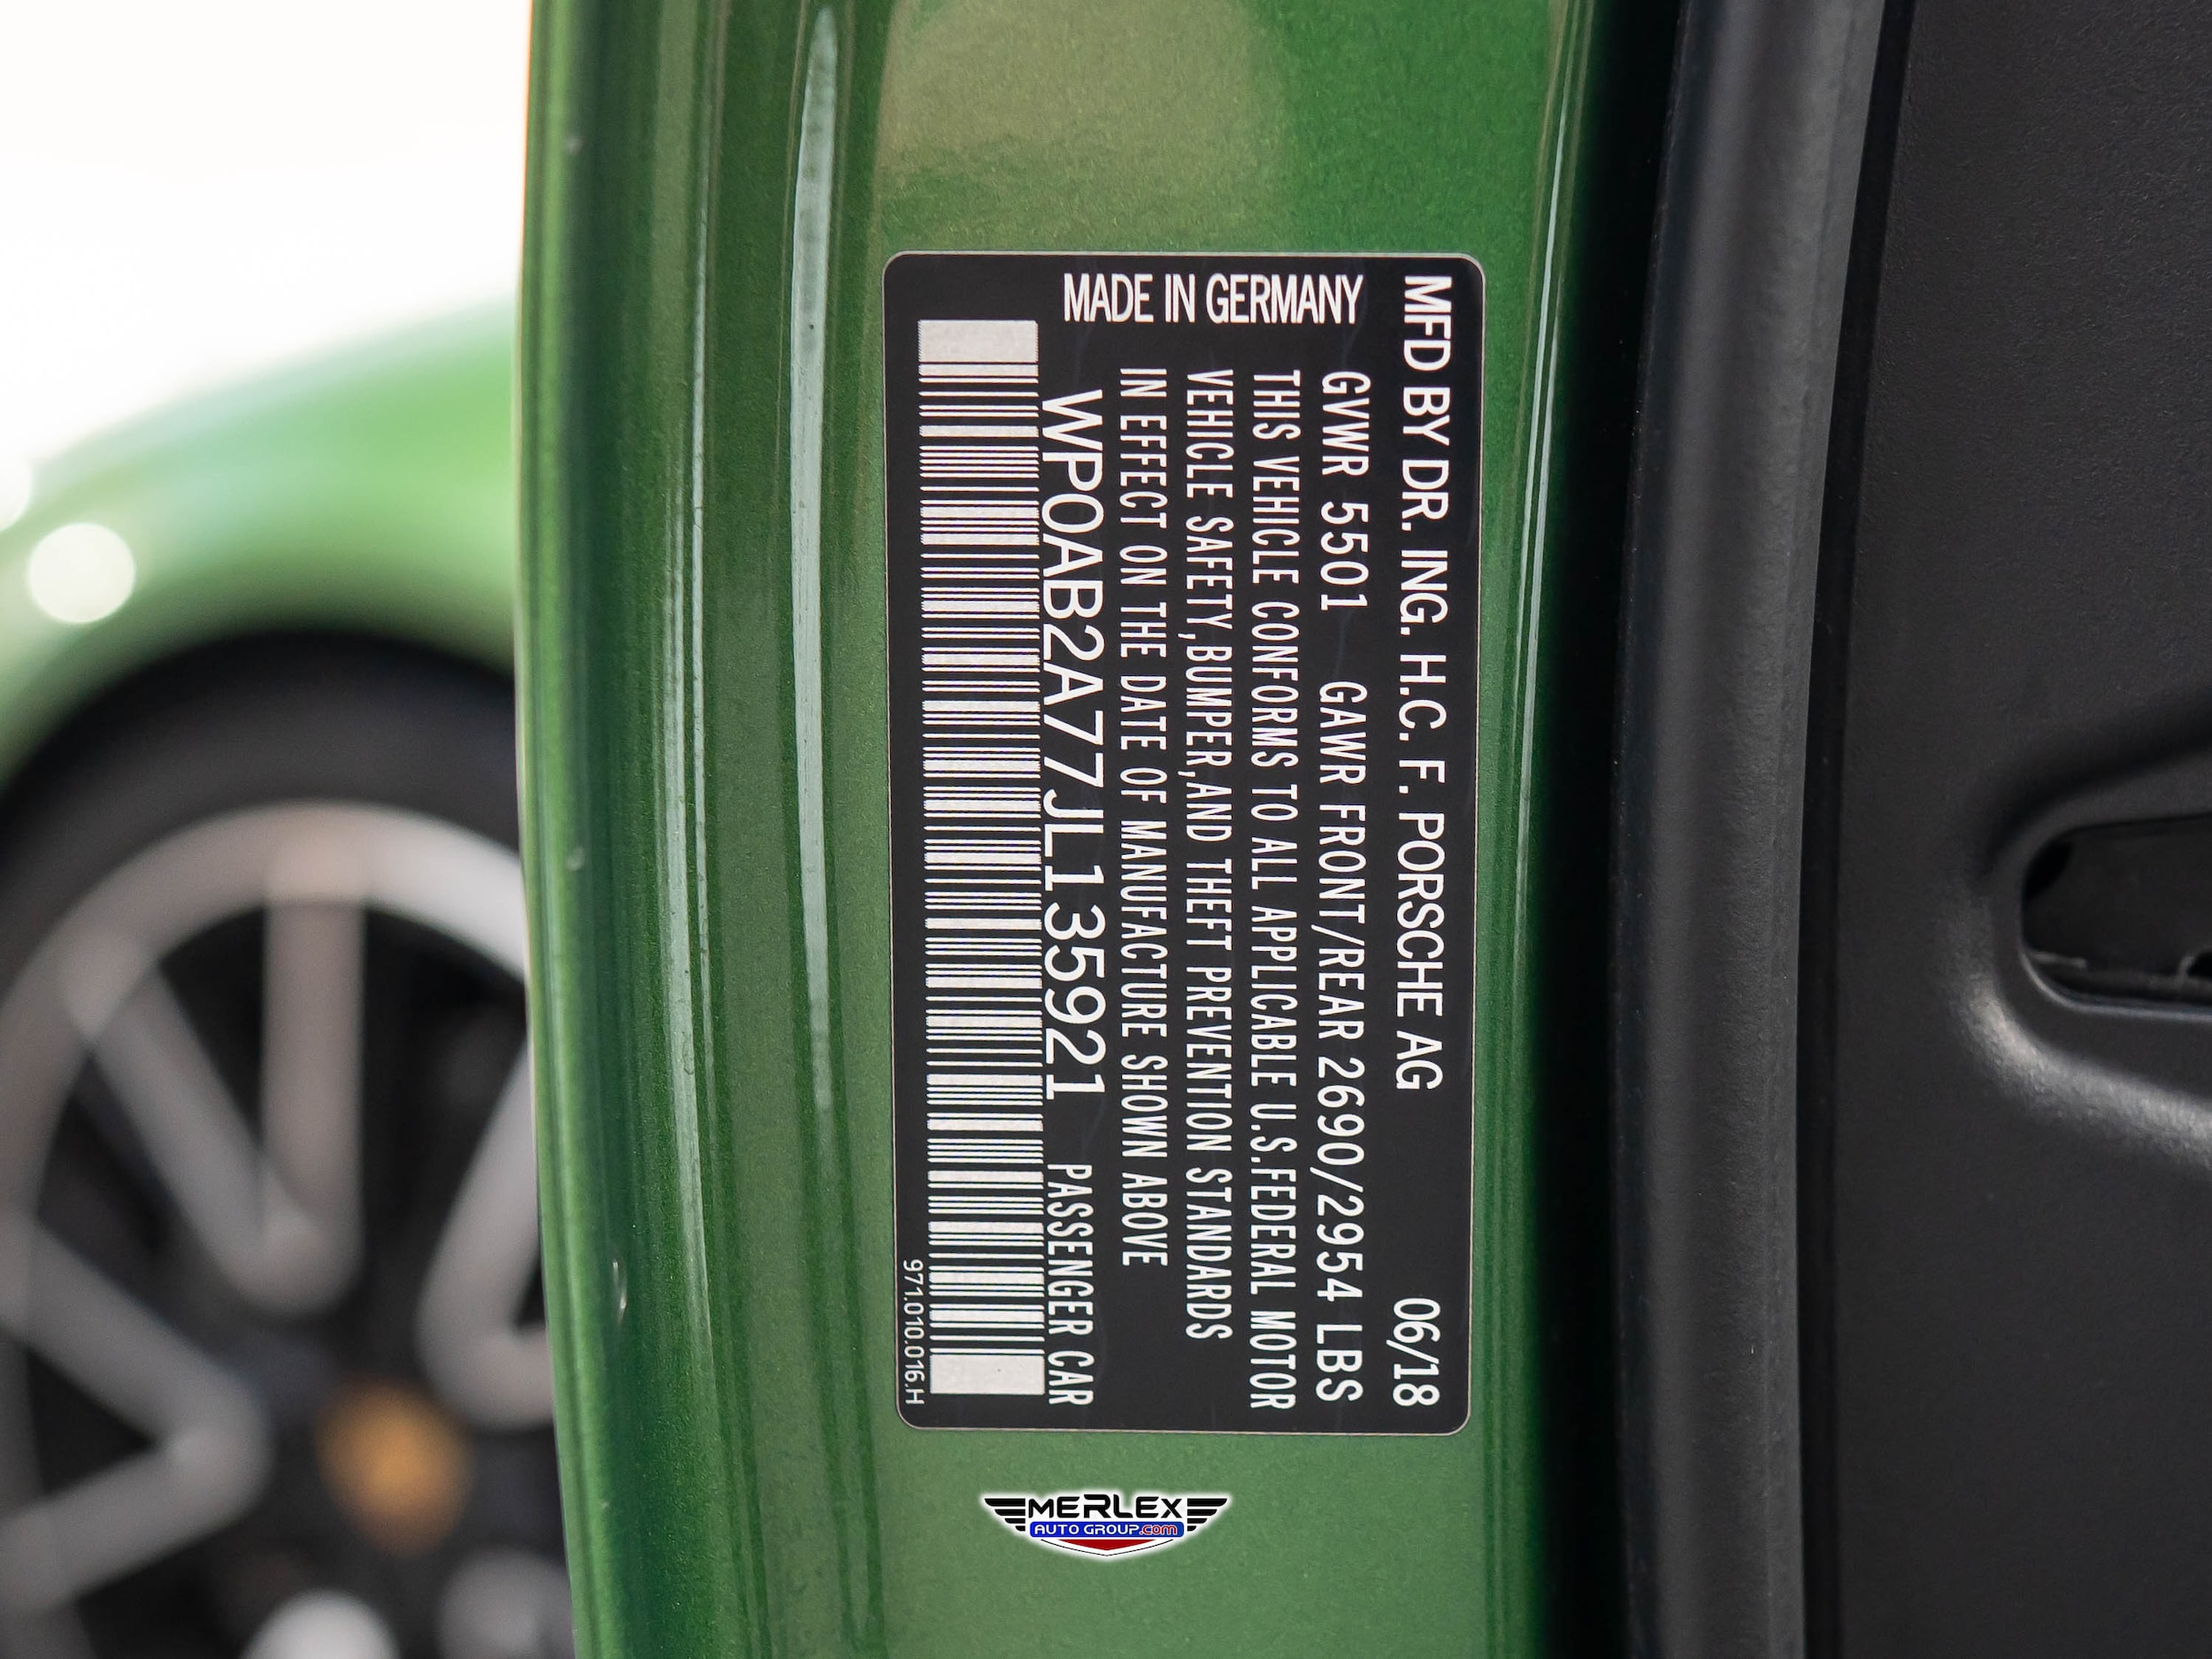 MFD BY DR. ING. H.C. F. PORSCHE AG 06/18
GVWR 5501 GAWR FRONT/REAR 2690/2954 LBS
THIS VEHICLE CONFORMS TO ALL APPLICABLE U.S.FEDERAL MOTOR
VEHICLE SAFETY,BUMPER,AND THEFT PREVENTION STANDARDS
IN EFFECT ON THE DATE OF MANUFACTURE SHOWN ABOVE
WP0AB2A77JL135921 PASSENGER CAR
971.010.016.H
MADE IN GERMANY
MERLEX
AUTO GROUP.com